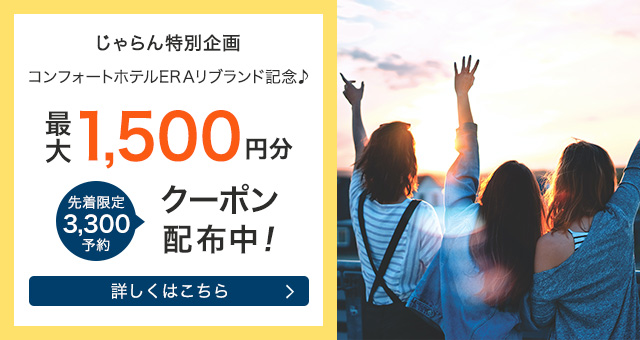 じゃらん特別企画
コンフォートホテルERAリブランド記念♪
最大1,500円分
先着限定
3,300
予約
クーポン
配布中!
詳しくはこちら